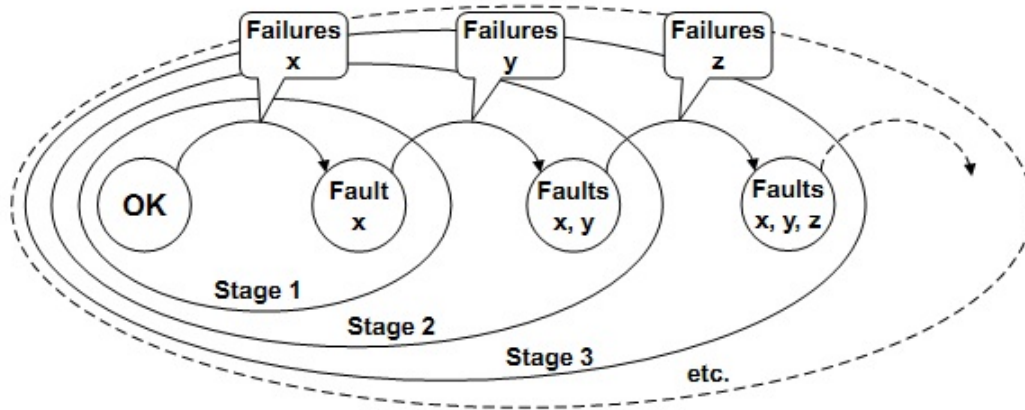 Failures
x
Failures
y
Failures
z
OK
Fault
x
Faults
x, y
Faults
x, y, z
Stage 1
Stage 2
Stage 3
etc.